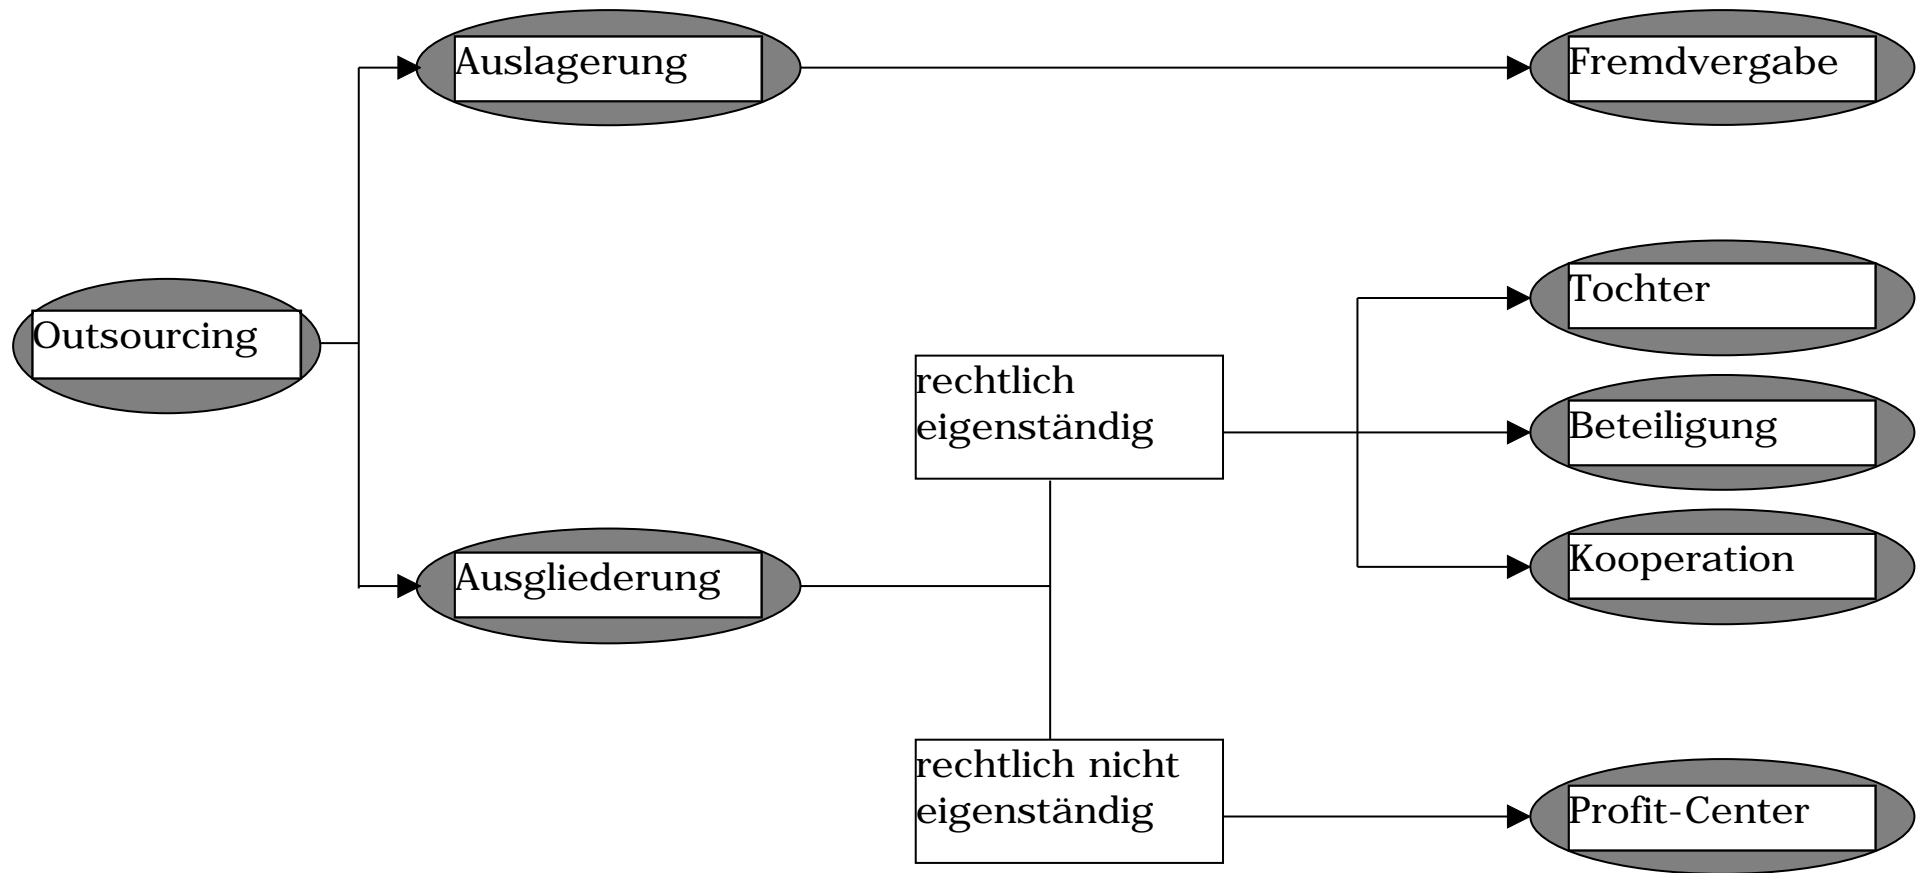 Auslagerung
Fremdvergabe
Outsourcing
Tochter
rechtlich
eigenständig
Beteiligung
Ausgliederung
Kooperation
rechtlich nicht
eigenständig
Profit-Center